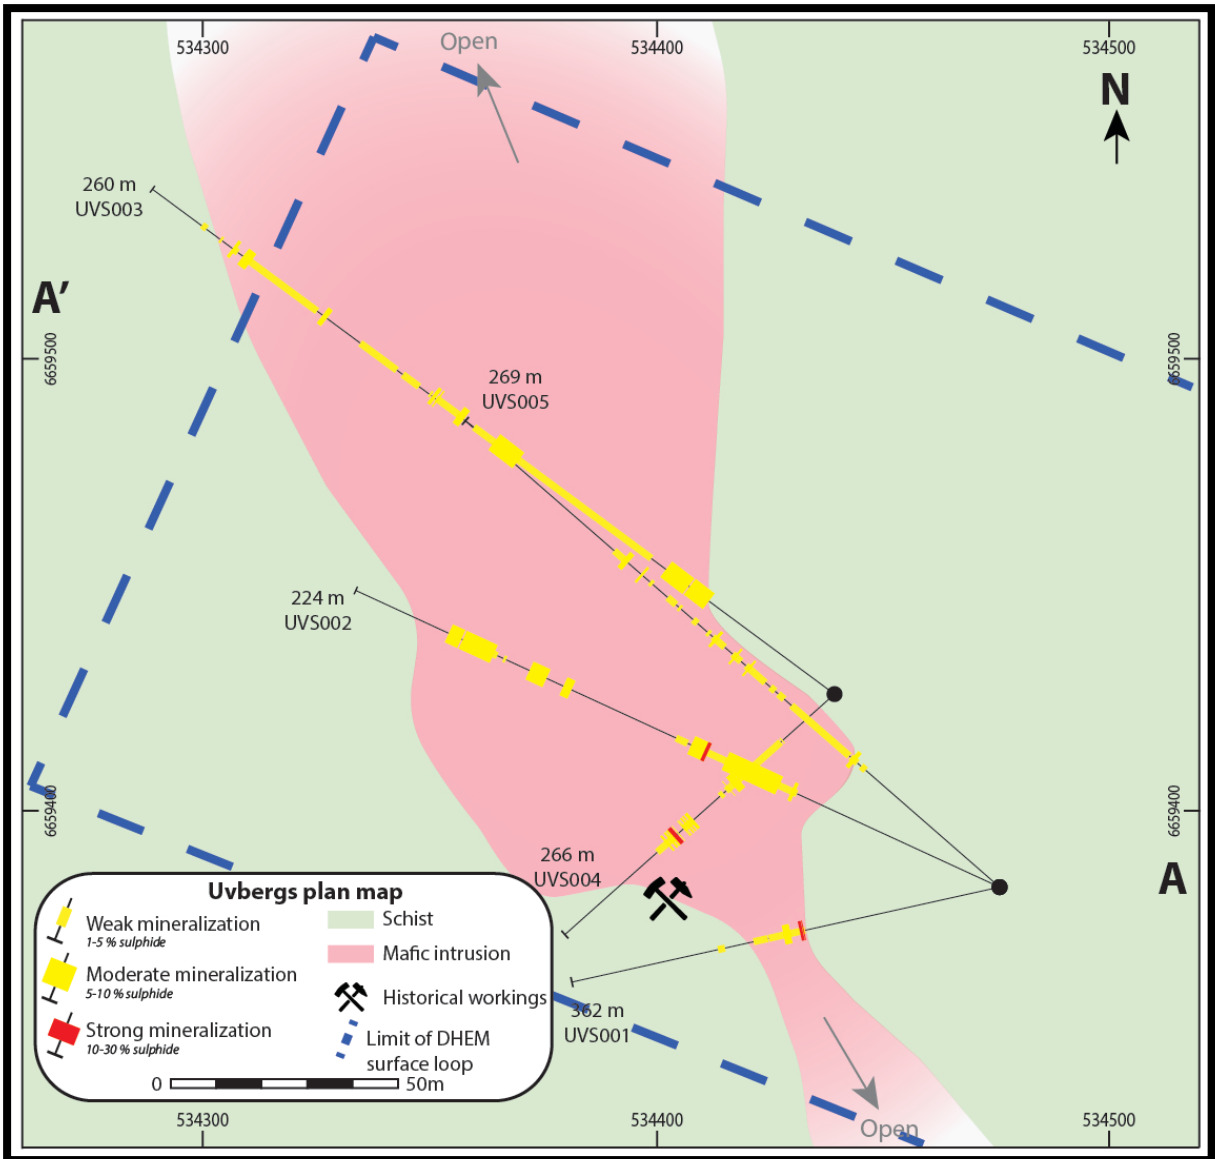 534300
Open
534400
534500
N
260 m
UVS003
A′
6659500
6659500
269 m
UVS005
224 m
UVS002
6659400
6659400
266 m
UVS004
A
Uvbergs plan map
Weak mineralization
1-5 % sulphide
Moderate mineralization
5-10 % sulphide
Strong mineralization
10-30 % sulphide
Schist
Mafic intrusion
Historical workings
Limit of DHEM
surface loop
0
50m
362 m
UVS001
Open
534300
534400
534500